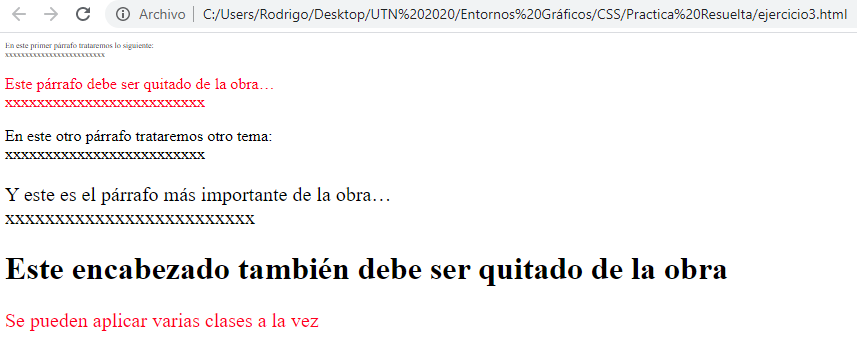 Archivo | C:/Users/Rodrigo/Desktop/UTN%202020/Entornos%20Gráficos/CSS/Practica%20Resuelta/ejercicio3.html
En este primer párrafo trataremos lo siguiente:
xxxxxxxxxxxxxxxxxxxxxxxxx
Este párrafo debe ser quitado de la obra…
xxxxxxxxxxxxxxxxxxxxxxxxx
En este otro párrafo trataremos otro tema:
xxxxxxxxxxxxxxxxxxxxxxxxx
Y este es el párrafo más importante de la obra…
xxxxxxxxxxxxxxxxxxxxxxxxx
Este encabezado también debe ser quitado de la obra
Se pueden aplicar varias clases a la vez